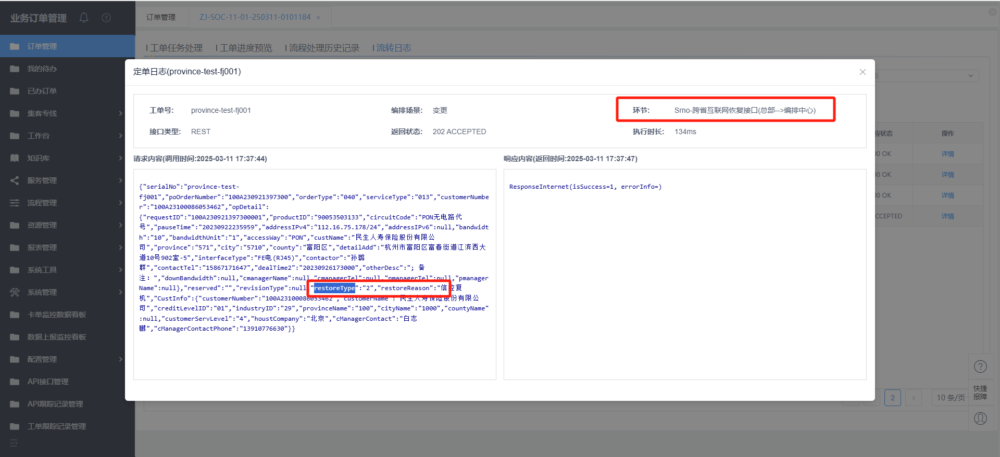 业务订单管理
订单管理
ZJ-SOC-11-01-250311-0101184 ×
订单管理
我的待办
已办订单
集客专线
工作台
知识库
服务管理
流程管理
资源管理
报表管理
系统工具
系统管理
卡单监控数据看板
数据上报监控看板
配置管理
API接口管理
API跟踪记录管理
工单跟踪记录管理
工单任务处理
工单进度预览
流程处理历史记录
流转日志
定单日志(province-test-fj001)
工单号: province-test-fj001
编排场景: 变更
环节: Srno-跨省互联网恢复接口(总部-->编排中心)
接口类型: REST
返回状态: 202 ACCEPTED
执行时长: 134ms
请求内容(调用时间:2025-03-11 17:37:44)
{"serialNo":"province-test-
fj001","poOrderNumber":"100A230921397300","orderType":"040","serviceType":"013","customerNumbe
r":"100A23100086053462","opDetail":
{"requestID":"100A230921397300001","productID":"90053503133","circuitCode":"PON无电路代
号","pauseTime":"20230922235959","addressIPv4":"112.16.75.178/24","addressIPv6":null,"bandwidt
h":"10","bandwidthUnit":"1","accessWay":"PON","custName":"民生人寿保险股份有限公
司","province":"571","city":"5710","county":"富阳区","detailAdd":"杭州市富阳区富春街道江滨西大
道10号902室-5","interfaceType":"FE电(RJ45)","contactor":"孙璐
群","contactTel":"15867171647","dealTime2":"20230926173000","otherDesc":"; 备
注: ","downBandwidth":null,"cmanagerName":null,"cmanagerTel":null,"pmanagerTel":null,"pmanager
Name":null},"reserved":"","revisionType":null,"restoreType":"2","restoreReason":"信控复
机","CustInfo":{"customerNumber":"100A23100086053462","customerName":"民生人寿保险股份有限公
司","creditLevelID":"01","industryID":"29","provinceName":"100","cityName":"1000","countyName"
:null,"customerServLevel":"4","houstCompany":"北京","cManagerContact":"白志
鹏","cManagerContactPhone":"13910776630"}}
响应内容(返回时间:2025-03-11 17:37:47)
ResponseInternet(isSuccess=1, errorInfo=)
应状态
操作
00 OK
详情
00 OK
详情
00 OK
详情
CCEPTED
详情
2
10 条/页
快捷
报障